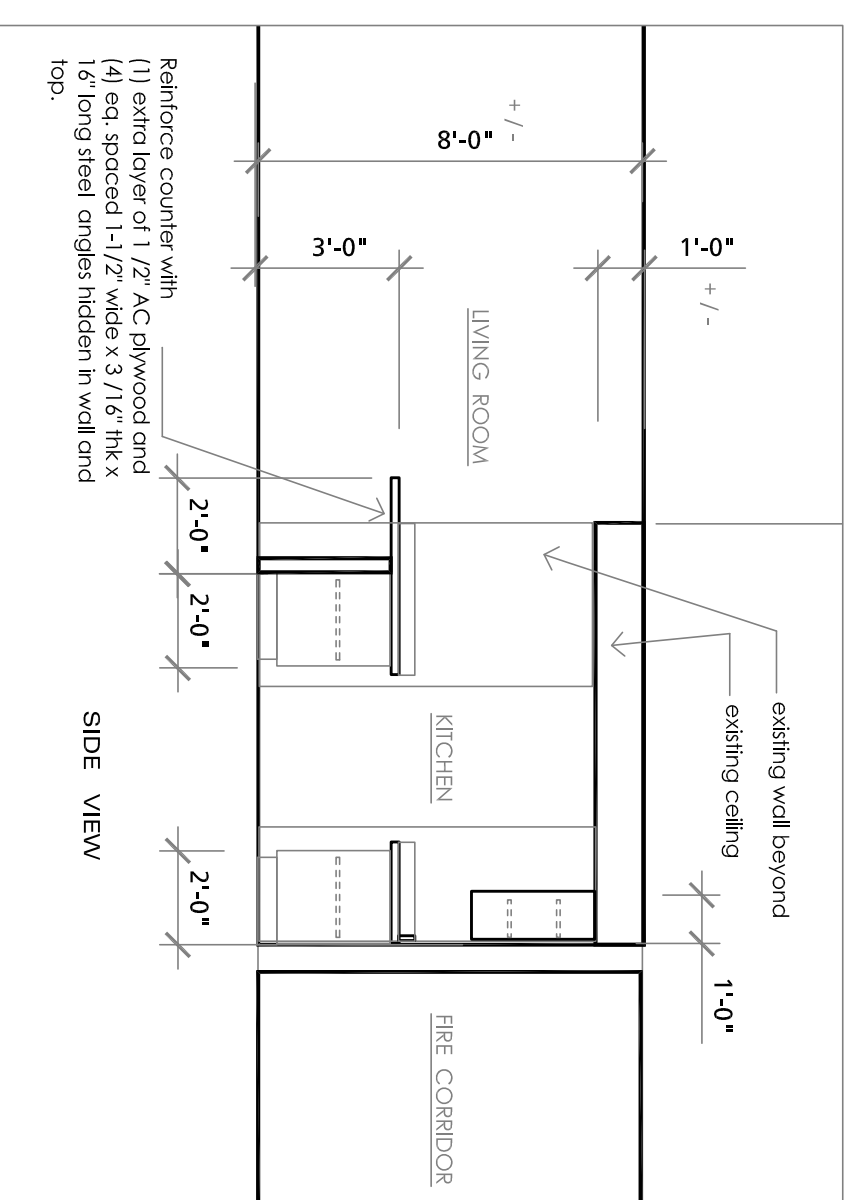 Reinforce counter with
(1) extra layer of 1 /2" AC plywood and
(4) eq. spaced 1-1/2" wide x 3 /16" thk x
16" long steel angles hidden in wall and
top.
8'-0"
+ / -
3'-0"
1'-0"
+ / -
LIVING ROOM
2'-0"
2'-0"
existing wall beyond
existing ceiling
KITCHEN
SIDE VIEW
2'-0"
1'-0"
FIRE CORRIDOR